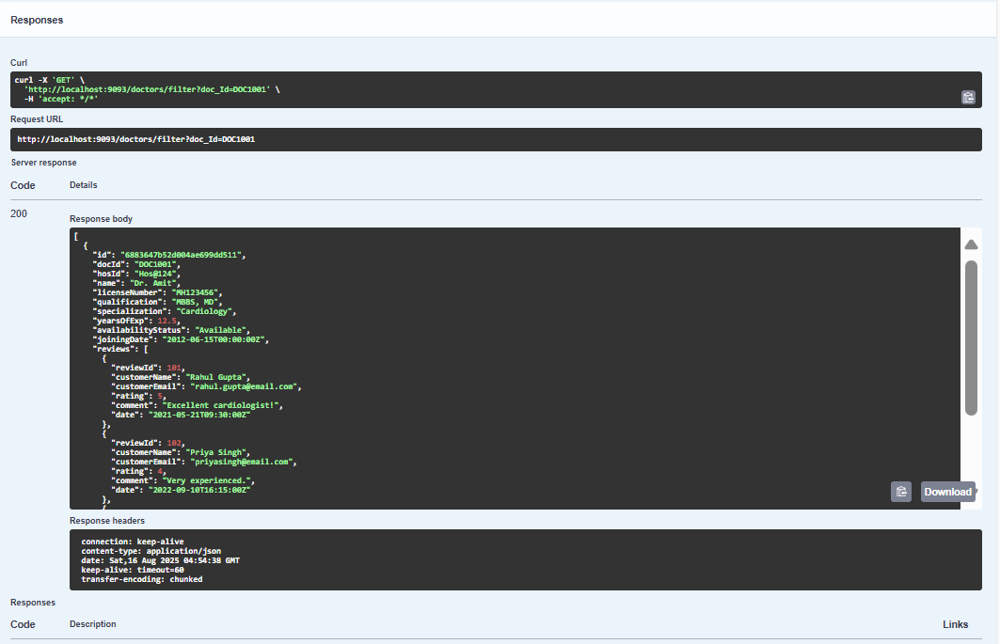 Responses
Curl
curl -X 'GET' \
  'http://localhost:9093/doctors/filter?doc_Id=DOC1001' \
  -H 'accept: */*'
Request URL
http://localhost:9093/doctors/filter?doc_Id=DOC1001
Server response
Code Details
200
Response body
[
  {
    "id": "6883647b52d004ae699dd511",
    "docId": "DOC1001",
    "hosId": "Hos@124",
    "name": "Dr. Amit",
    "licenseNumber": "MH123456",
    "qualification": "MBBS, MD",
    "specialization": "Cardiology",
    "yearsOfExp": 12.5,
    "availabilityStatus": "Available",
    "joiningDate": "2012-06-15T00:00:00Z",
    "reviews": [
      {
        "reviewId": 101,
        "customerName": "Rahul Gupta",
        "customerEmail": "rahul.gupta@email.com",
        "rating": 5,
        "comment": "Excellent cardiologist!",
        "date": "2021-05-21T09:30:00Z"
      },
      {
        "reviewId": 102,
        "customerName": "Priya Singh",
        "customerEmail": "priyasingh@email.com",
        "rating": 4,
        "comment": "Very experienced.",
        "date": "2022-09-10T16:15:00Z"
      },
      {
Download
Response headers
connection: keep-alive
content-type: application/json
date: Sat,16 Aug 2025 04:54:38 GMT
keep-alive: timeout=60
transfer-encoding: chunked
Responses
Code Description Links